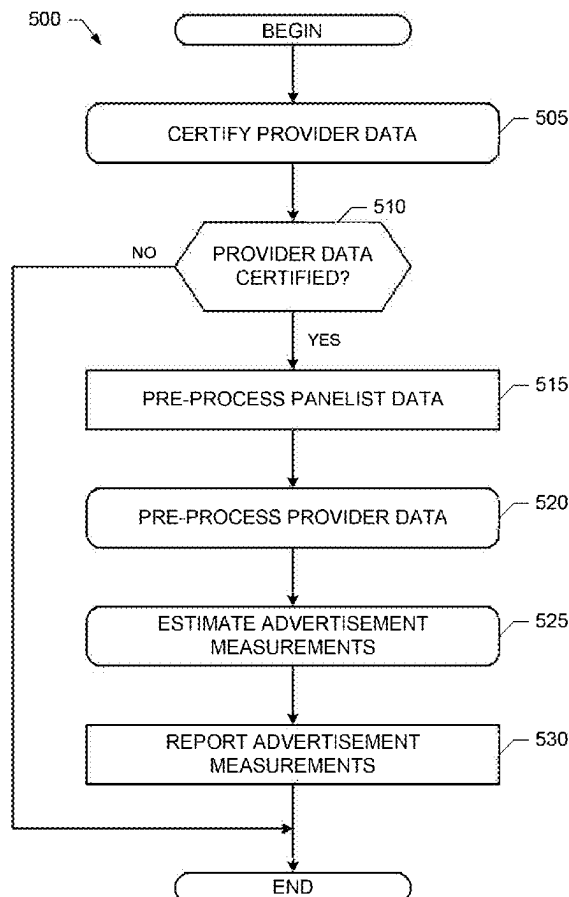 500
BEGIN
CERTIFY PROVIDER DATA
505
510
NO
PROVIDER DATA
CERTIFIED?
YES
PRE-PROCESS PANELIST DATA
515
PRE-PROCESS PROVIDER DATA
520
ESTIMATE ADVERTISEMENT
MEASUREMENTS
525
REPORT ADVERTISEMENT
MEASUREMENTS
530
END